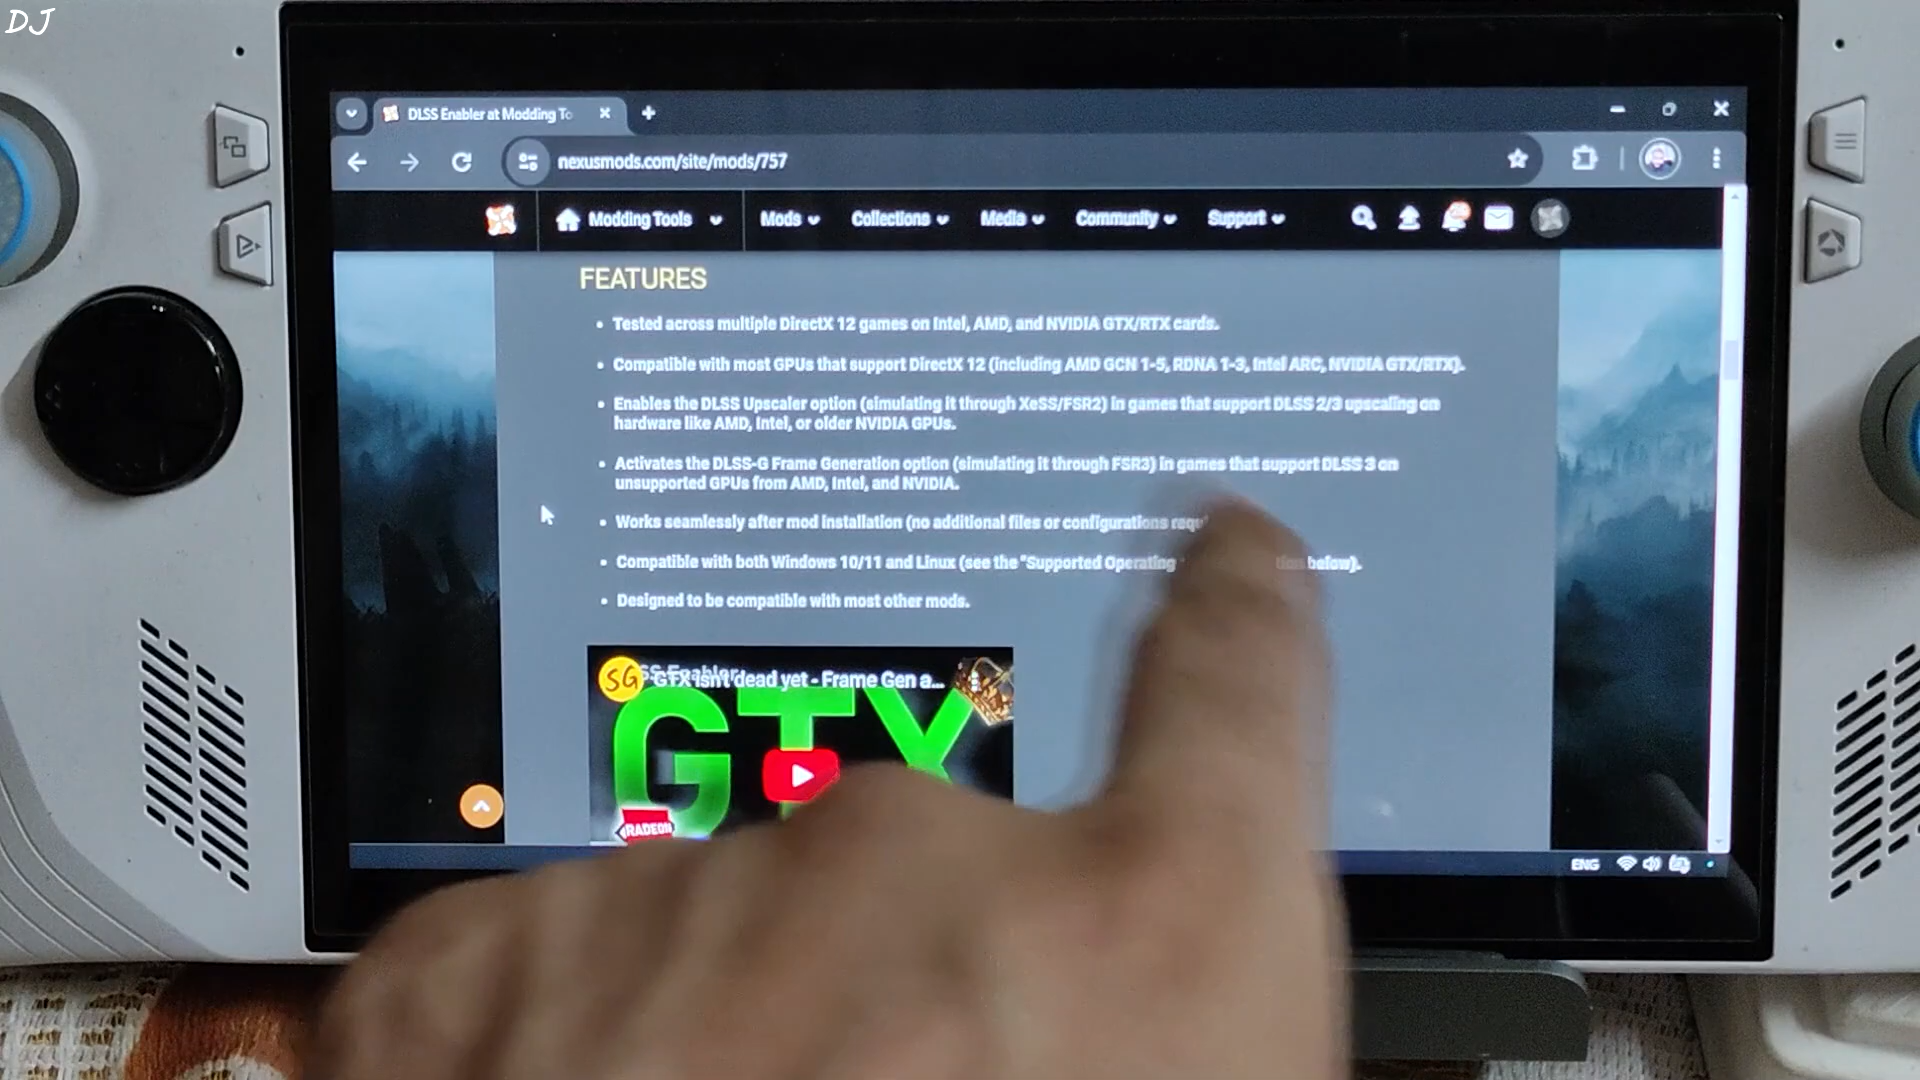 DJ
DLSS Enabler at Modding To
nexusmods.com/site/mods/757
Modding Tools Mods Collections Media Community Support
FEATURES
Tested across multiple DirectX 12 games on Intel, AMD, and NVIDIA GTX/RTX cards.
Compatible with most GPUs that support DirectX 12 (including AMD GCN 1-5, RDNA 1-3, Intel ARC, NVIDIA GTX/RTX).
Enables the DLSS Upscaler option (simulating it through XeSS/FSR2) in games that support DLSS 2/3 upscaling on
hardware like AMD, Intel, or older NVIDIA GPUs.
Activates the DLSS-G Frame Generation option (simulating it through FSR3) in games that support DLSS 3 on
unsupported GPUs from AMD, Intel, and NVIDIA.
Works seamlessly after mod installation (no additional files or configurations requ
Compatible with both Windows 10/11 and Linux (see the "Supported Operating below).
Designed to be compatible with most other mods.
SG GTX isn't dead yet - Frame Gen a...
GTX
RADEON
ENG